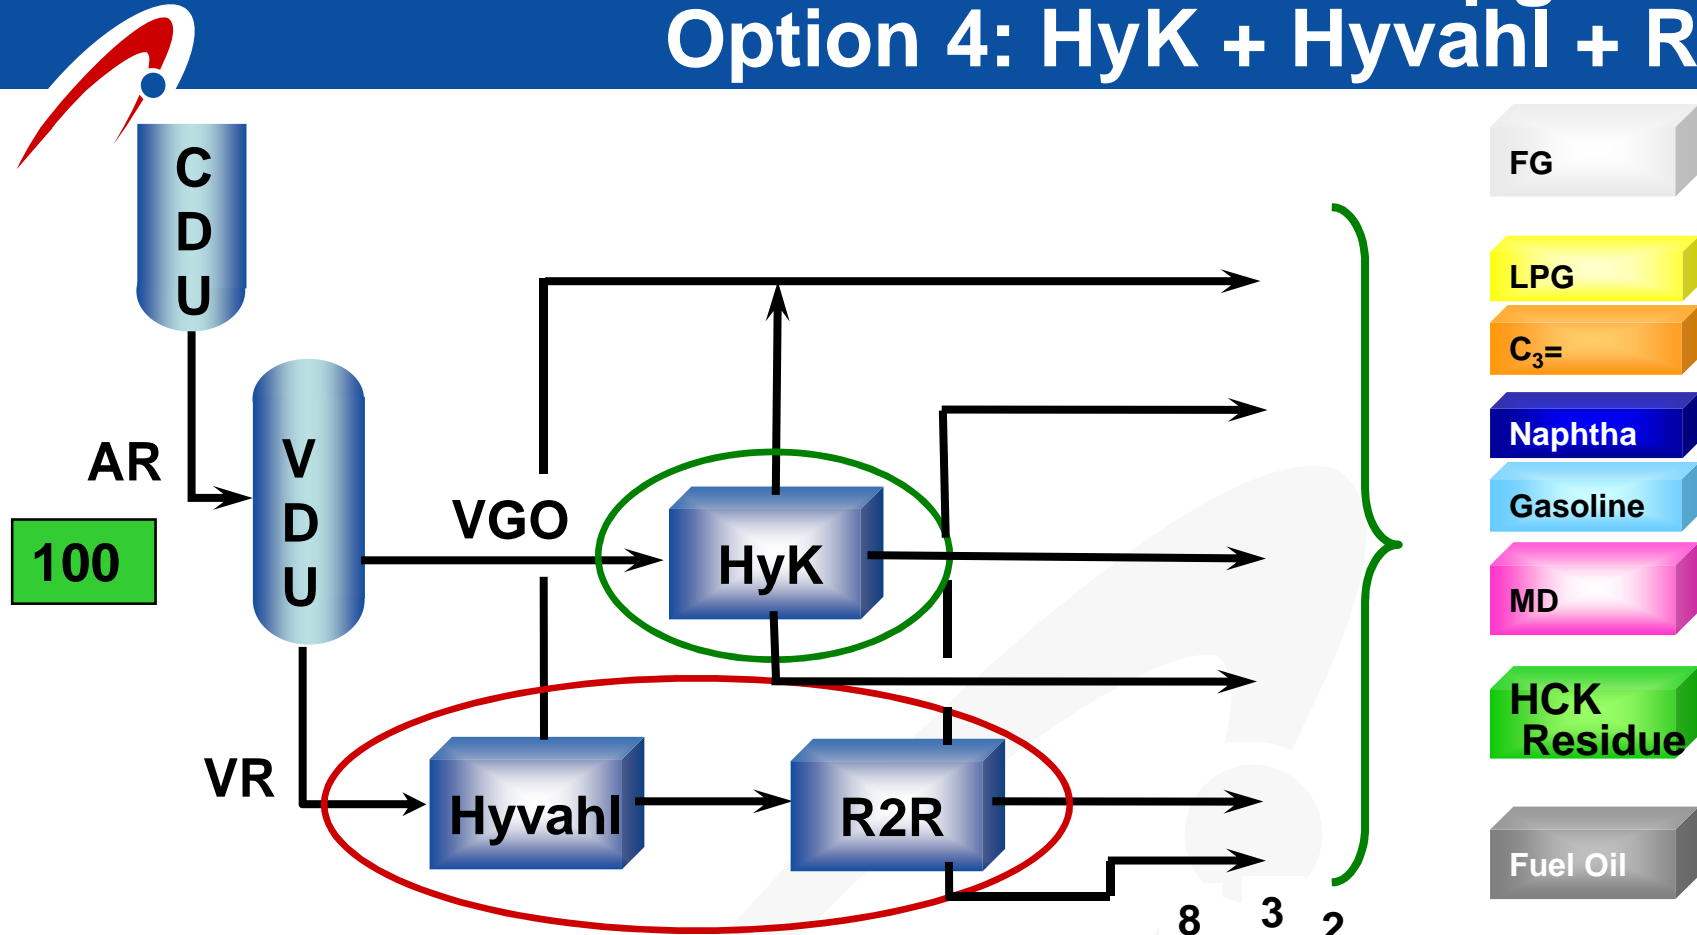 Option 4: HyK + Hyvahl + R
C
D
U
FG
LPG
C₃=
AR
V
D
U
VGO
Naphtha
Gasoline
100
HyK
MD
HCK
Residue
VR
Hyvahl
R2R
Fuel Oil
8 3 2